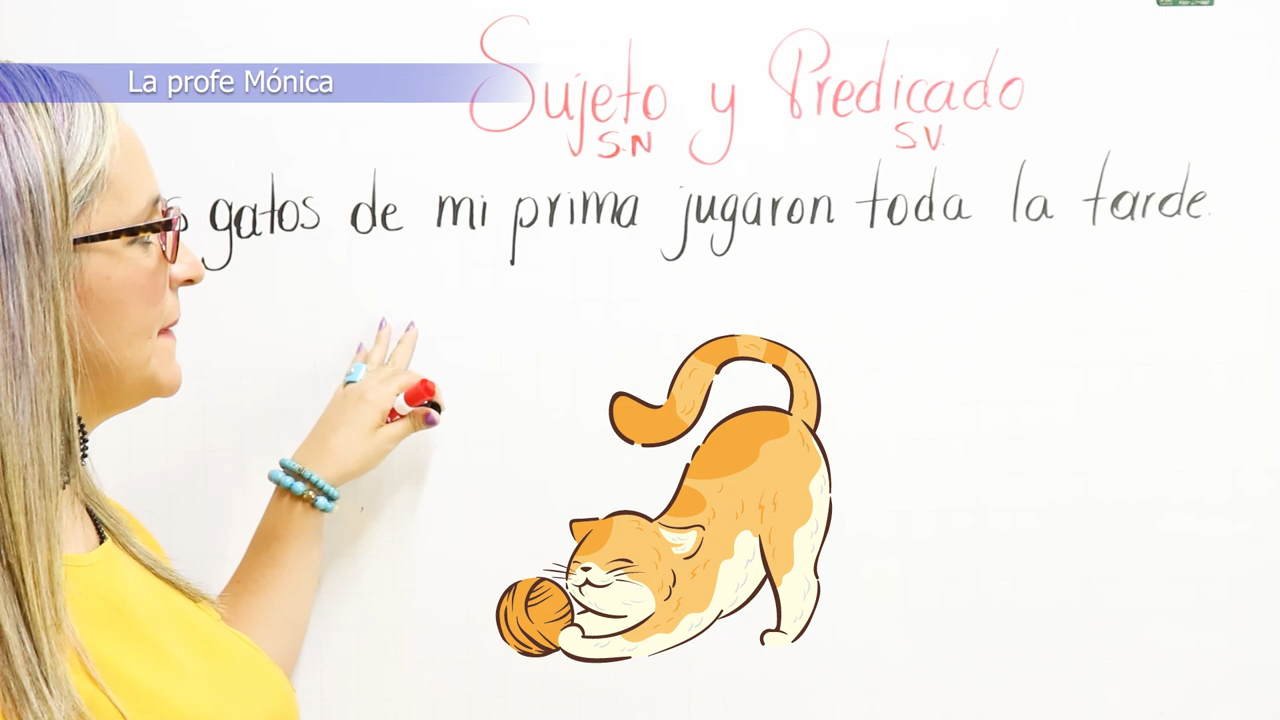 La profe Mónica
Sujeto y Predicado
S.N S.V.
gatos de mi prima jugaron toda la tarde.